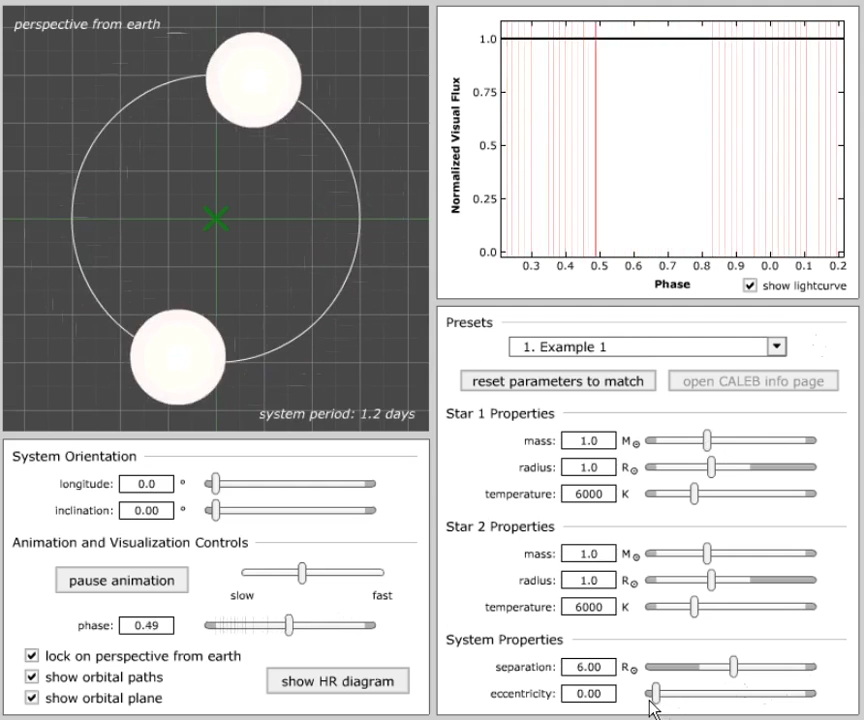 perspective from earth
system period: 1.2 days
Normalized Visual Flux
1.0
0.75
0.5
0.25
0.0
0.3 0.4 0.5 0.6 0.7 0.8 0.9 0.0 0.1 0.2
Phase
show lightcurve
System Orientation
longitude: 0.0 °
inclination: 0.00 °
Animation and Visualization Controls
pause animation
slow fast
phase: 0.49
lock on perspective from earth
show orbital paths
show orbital plane
show HR diagram
Presets
1. Example 1
reset parameters to match open CALEB info page
Star 1 Properties
mass: 1.0 M⊙
radius: 1.0 R⊙
temperature: 6000 K
Star 2 Properties
mass: 1.0 M⊙
radius: 1.0 R⊙
temperature: 6000 K
System Properties
separation: 6.00 R⊙
eccentricity: 0.00